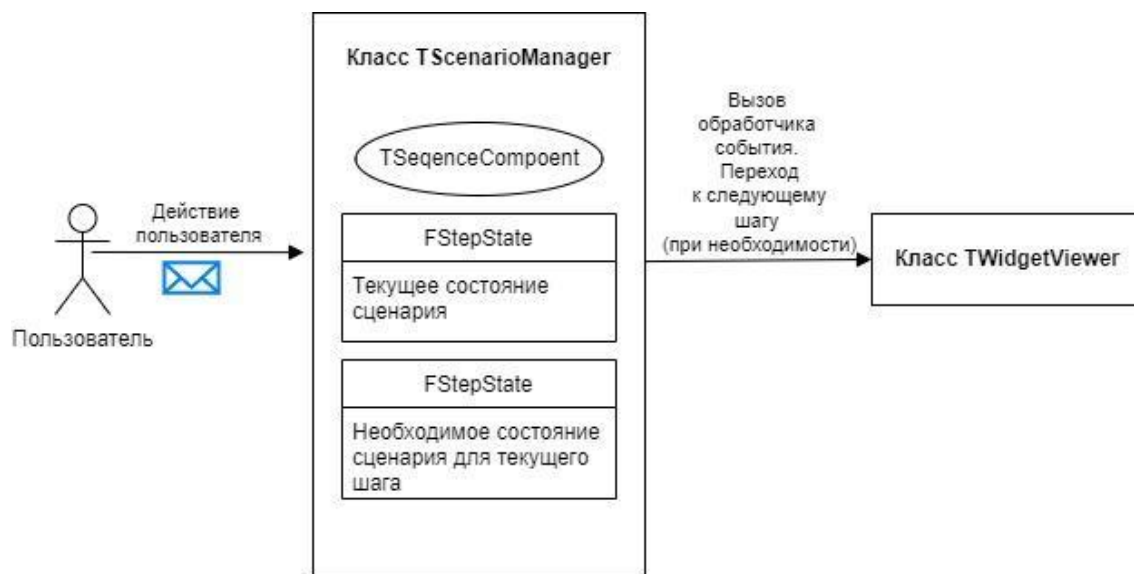 Класс TScenarioManager
TSeqenceCompoent
FStepState
Текущее состояние
сценария
FStepState
Необходимое состояние
сценария для текущего
шага
Действие
пользователя
Пользователь
Вызов
обработчика
события.
Переход
к следующему
шагу
(при необходимости)
Класс TWidgetViewer